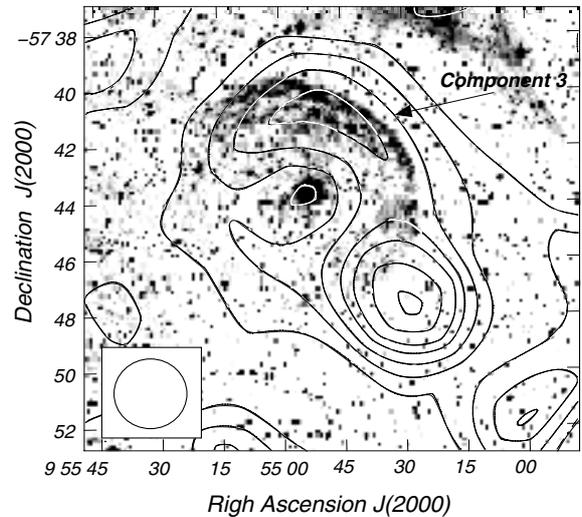 −57 38
Component 3
40
42
44
46
48
50
52
Declination J(2000)
9 55 45 30 15 55 00 45 30 15 00
Righ Ascension J(2000)